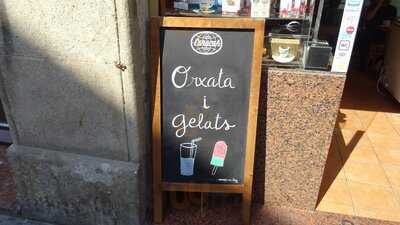 Orxata
i
gelats